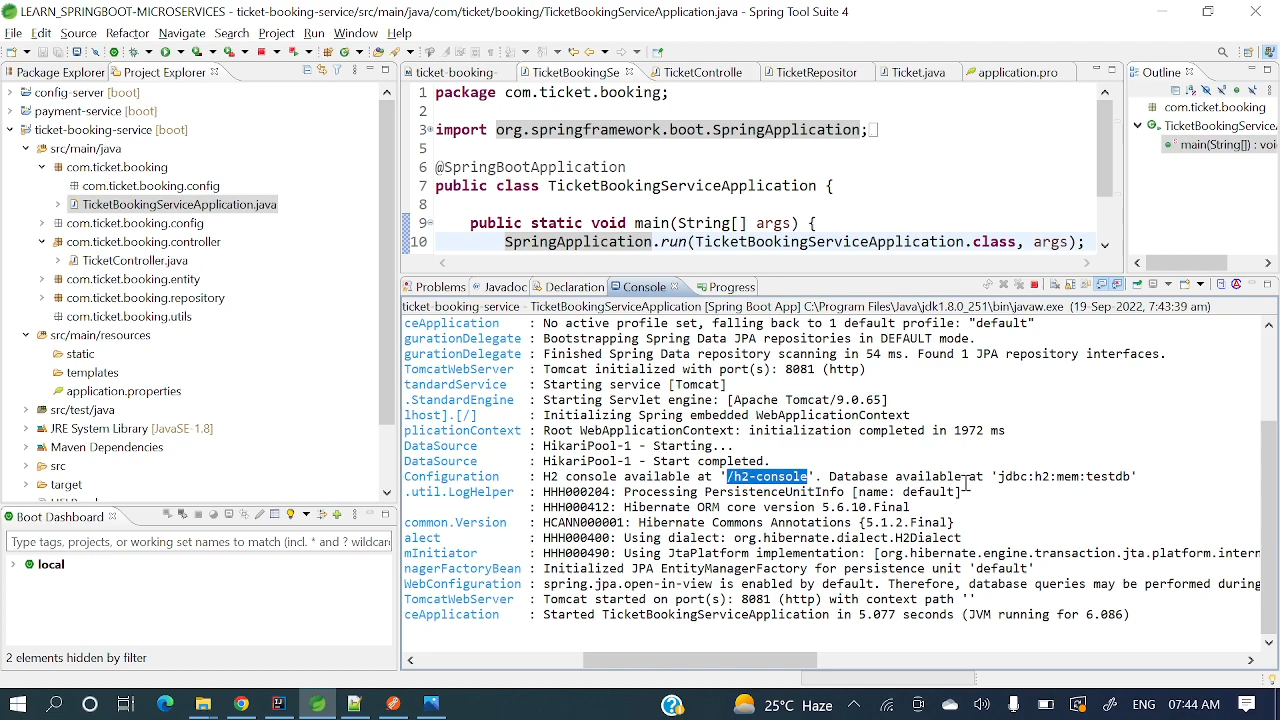 LEARN_SPRINGBOOT-MICROSERVICES - ticket-booking-service/src/main/java/com/ticket/booking/TicketBookingServiceApplication.java - Spring Tool Suite 4
File Edit Source Refactor Navigate Search Project Run Window Help
Package Explorer Project Explorer
config-server [boot]
payment-service [boot]
ticket-booking-service [boot]
src/main/java
com.ticket.booking
com.ticket.booking.config
TicketBookingServiceApplication.java
com.ticket.booking.config
com.ticket.booking.controller
TicketController.java
com.ticket.booking.entity
com.ticket.booking.repository
com.ticket.booking.utils
src/main/resources
static
templates
application.properties
src/test/java
JRE System Library [JavaSE-1.8]
Maven Dependencies
src
target
Boot Dashboard
Type tags, projects, or working set names to match (incl. * and ? wildcar
local
2 elements hidden by filter
ticket-booking- TicketBookingSe TicketControlle TicketRepositor Ticket.java application.pro
1 package com.ticket.booking;
2
3 import org.springframework.boot.SpringApplication;
5
6 @SpringBootApplication
7 public class TicketBookingServiceApplication {
8
9 public static void main(String[] args) {
10 SpringApplication.run(TicketBookingServiceApplication.class, args);
Outline
com.ticket.booking
TicketBookingService
main(String[]) : voi
Problems Javadoc Declaration Console Progress
ticket-booking-service - TicketBookingServiceApplication [Spring Boot App] C:\Program Files\Java\jdk1.8.0_251\bin\javaw.exe (19-Sep-2022, 7:43:39 am)
ceApplication : No active profile set, falling back to 1 default profile: "default"
gurationDelegate : Bootstrapping Spring Data JPA repositories in DEFAULT mode.
gurationDelegate : Finished Spring Data repository scanning in 54 ms. Found 1 JPA repository interfaces.
TomcatWebServer : Tomcat initialized with port(s): 8081 (http)
tandardService : Starting service [Tomcat]
.StandardEngine : Starting Servlet engine: [Apache Tomcat/9.0.65]
lhost].[/] : Initializing Spring embedded WebApplicationContext
plicationContext : Root WebApplicationContext: initialization completed in 1972 ms
DataSource : HikariPool-1 - Starting...
DataSource : HikariPool-1 - Start completed.
Configuration : H2 console available at '/h2-console'. Database available at 'jdbc:h2:mem:testdb'
.util.LogHelper : HHH000204: Processing PersistenceUnitInfo [name: default]
: HHH000412: Hibernate ORM core version 5.6.10.Final
common.Version : HCANN000001: Hibernate Commons Annotations {5.1.2.Final}
alect : HHH000400: Using dialect: org.hibernate.dialect.H2Dialect
mInitiator : HHH000490: Using JtaPlatform implementation: [org.hibernate.engine.transaction.jta.platform.intern
nagerFactoryBean : Initialized JPA EntityManagerFactory for persistence unit 'default'
WebConfiguration : spring.jpa.open-in-view is enabled by default. Therefore, database queries may be performed during
TomcatWebServer : Tomcat started on port(s): 8081 (http) with context path ''
ceApplication : Started TicketBookingServiceApplication in 5.077 seconds (JVM running for 6.086)
25°C Haze
ENG 07:44 AM